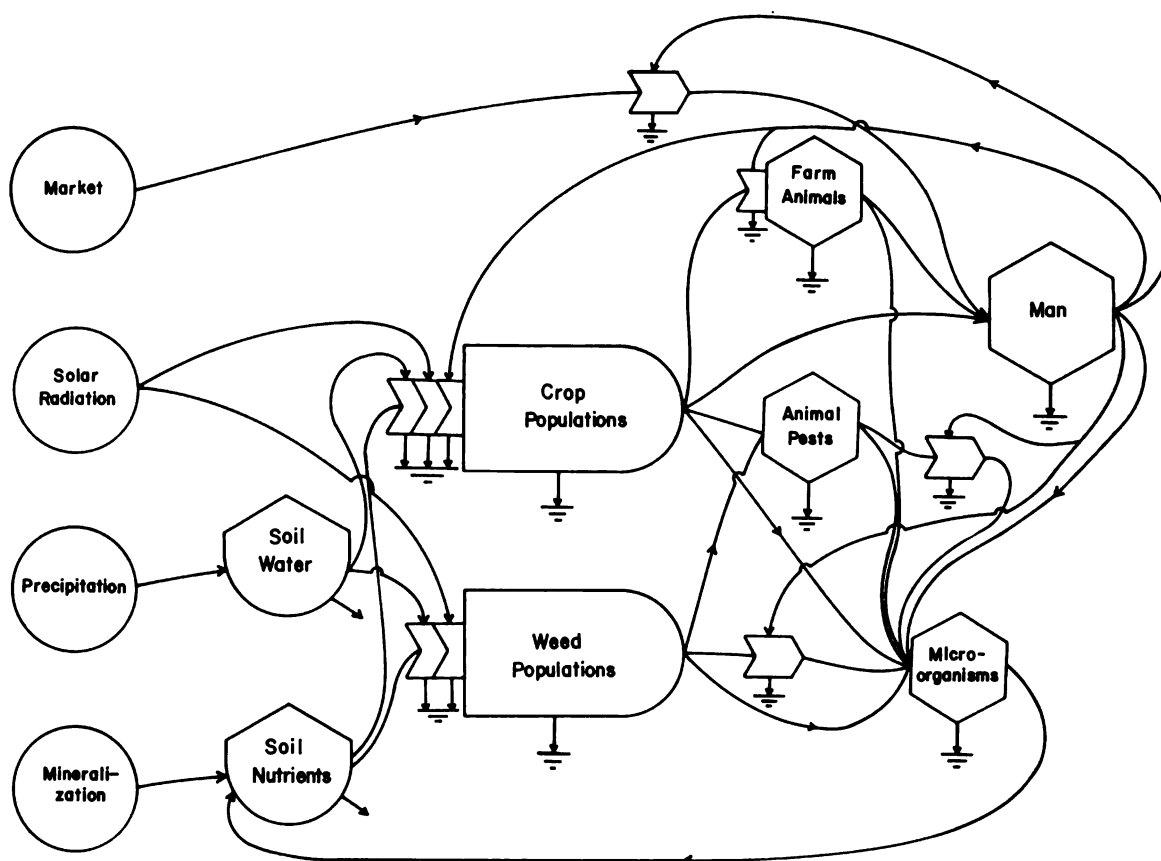 Market
Farm
Animals
Man
Solar
Radiation
Crop
Populations
Animal
Pests
Soil
Water
Precipitation
Weed
Populations
Micro-
organisms
Soil
Nutrients
Minerali-
zation